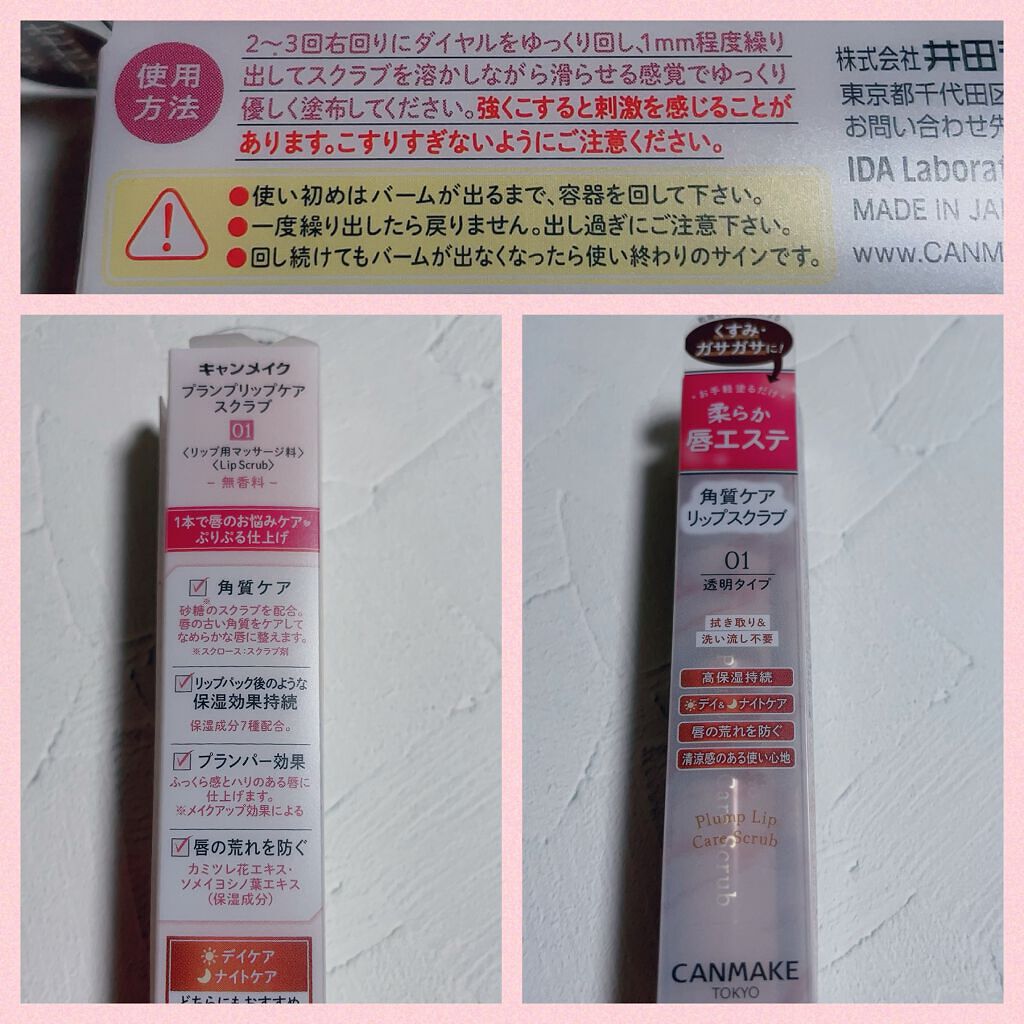 使用
方法
2〜3回右回りにダイヤルをゆっくり回し、1mm程度繰り
出してスクラブを溶かしながら滑らせる感覚でゆっくり
優しく塗布してください。強くこすると刺激を感じることが
あります。こすりすぎないようにご注意ください。
●使い初めはバームが出るまで、容器を回して下さい。
●一度繰り出したら戻りません。出し過ぎにご注意下さい。
●回し続けてもバームが出なくなったら使い終わりのサインです。
株式会社 井田
東京都千代田区
お問い合わせ先
IDA Laborat
MADE IN JA
www.CANM
キャンメイク
プランプリップケア
スクラブ
01
〈リップ用マッサージ料〉
〈Lip Scrub〉
- 無香料 -
1本で唇のお悩みケア♥
ぷりぷる仕上げ
角質ケア
砂糖※のスクラブを配合。
唇の古い角質をケアして
なめらかな唇に整えます。
※スクロース:スクラブ剤
リップパック後のような
保湿効果持続
保湿成分7種配合。
プランパー効果
ふっくら感とハリのある唇に
仕上げます。
※メイクアップ効果による
唇の荒れを防ぐ
カミツレ花エキス・
ソメイヨシノ葉エキス
(保湿成分)
デイケア
ナイトケア
どちらにもおすすめ
くすみ・
ガサガサに!
お手軽塗るだけ
柔らか
唇エステ
角質ケア
リップスクラブ
01
透明タイプ
拭き取り&
洗い流し不要
高保湿持続
デイ&ナイトケア
唇の荒れを防ぐ
清涼感のある使い心地
Plump Lip
Care Scrub
CANMAKE
TOKYO